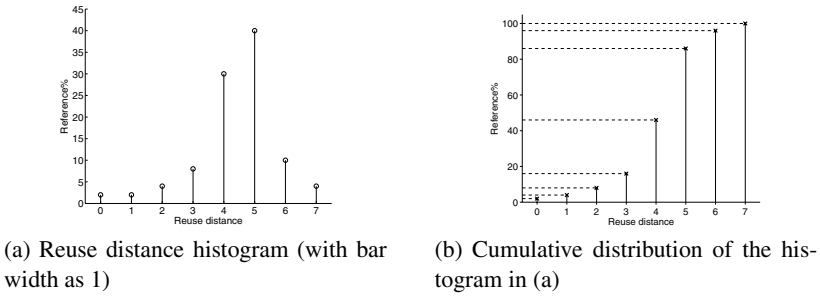 45
40
35
30
25
20
15
10
5
0
Reference%
0 1 2 3 4 5 6 7
Reuse distance
100
80
60
40
20
0
Reference%
0 1 2 3 4 5 6 7
Reuse distance
(a) Reuse distance histogram (with bar
width as 1)
(b) Cumulative distribution of the his-
togram in (a)